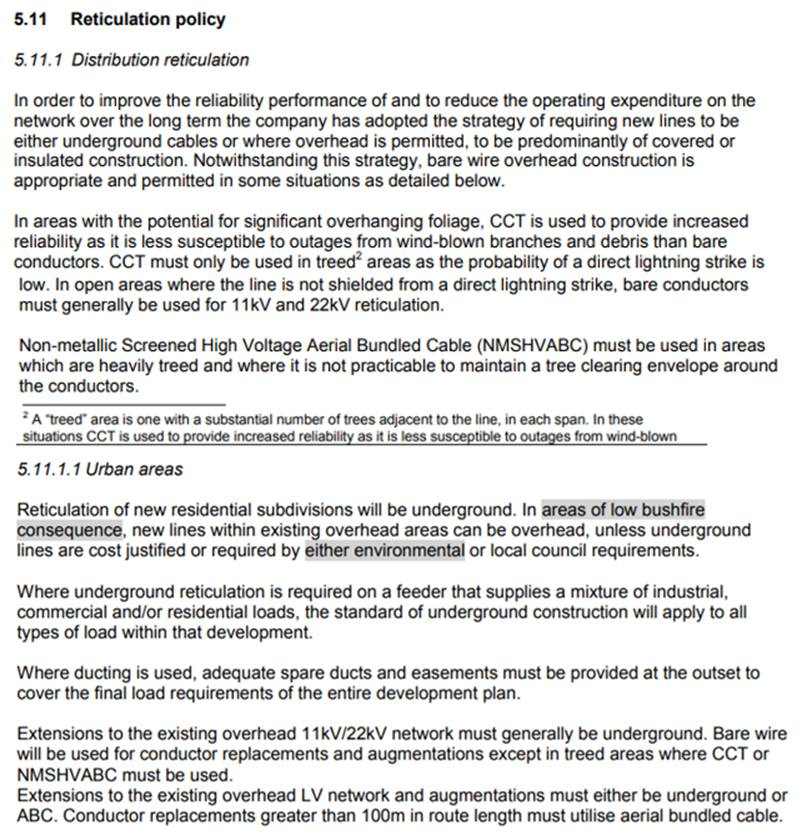 5.11 Reticulation policy
5.11.1 Distribution reticulation
In order to improve the reliability performance of and to reduce the operating expenditure on the
network over the long term the company has adopted the strategy of requiring new lines to be
either underground cables or where overhead is permitted, to be predominantly of covered or
insulated construction. Notwithstanding this strategy, bare wire overhead construction is
appropriate and permitted in some situations as detailed below.
In areas with the potential for significant overhanging foliage, CCT is used to provide increased
reliability as it is less susceptible to outages from wind-blown branches and debris than bare
conductors. CCT must only be used in treed² areas as the probability of a direct lightning strike is
low. In open areas where the line is not shielded from a direct lightning strike, bare conductors
must generally be used for 11kV and 22kV reticulation.
Non-metallic Screened High Voltage Aerial Bundled Cable (NMSHVABC) must be used in areas
which are heavily treed and where it is not practicable to maintain a tree clearing envelope around
the conductors.
² A "treed" area is one with a substantial number of trees adjacent to the line, in each span. In these
situations CCT is used to provide increased reliability as it is less susceptible to outages from wind-blown
5.11.1.1 Urban areas
Reticulation of new residential subdivisions will be underground. In areas of low bushfire
consequence, new lines within existing overhead areas can be overhead, unless underground
lines are cost justified or required by either environmental or local council requirements.
Where underground reticulation is required on a feeder that supplies a mixture of industrial,
commercial and/or residential loads, the standard of underground construction will apply to all
types of load within that development.
Where ducting is used, adequate spare ducts and easements must be provided at the outset to
cover the final load requirements of the entire development plan.
Extensions to the existing overhead 11kV/22kV network must generally be underground. Bare wire
will be used for conductor replacements and augmentations except in treed areas where CCT or
NMSHVABC must be used.
Extensions to the existing overhead LV network and augmentations must either be underground or
ABC. Conductor replacements greater than 100m in route length must utilise aerial bundled cable.